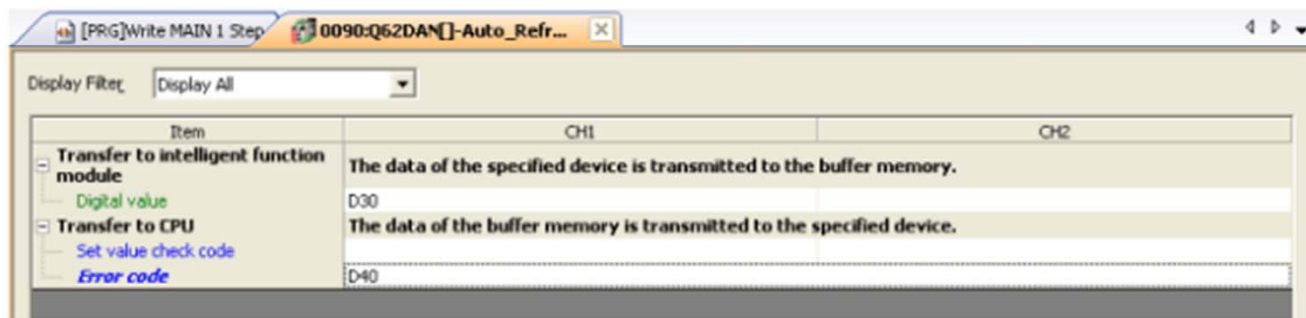 [PRG]Write MAIN 1 Step 0090:Q62DAN[]-Auto_Refr...
Display Filter Display All
Item CH1 CH2
Transfer to intelligent function module The data of the specified device is transmitted to the buffer memory.
Digital value D30
Transfer to CPU The data of the buffer memory is transmitted to the specified device.
Set value check code
Error code D40